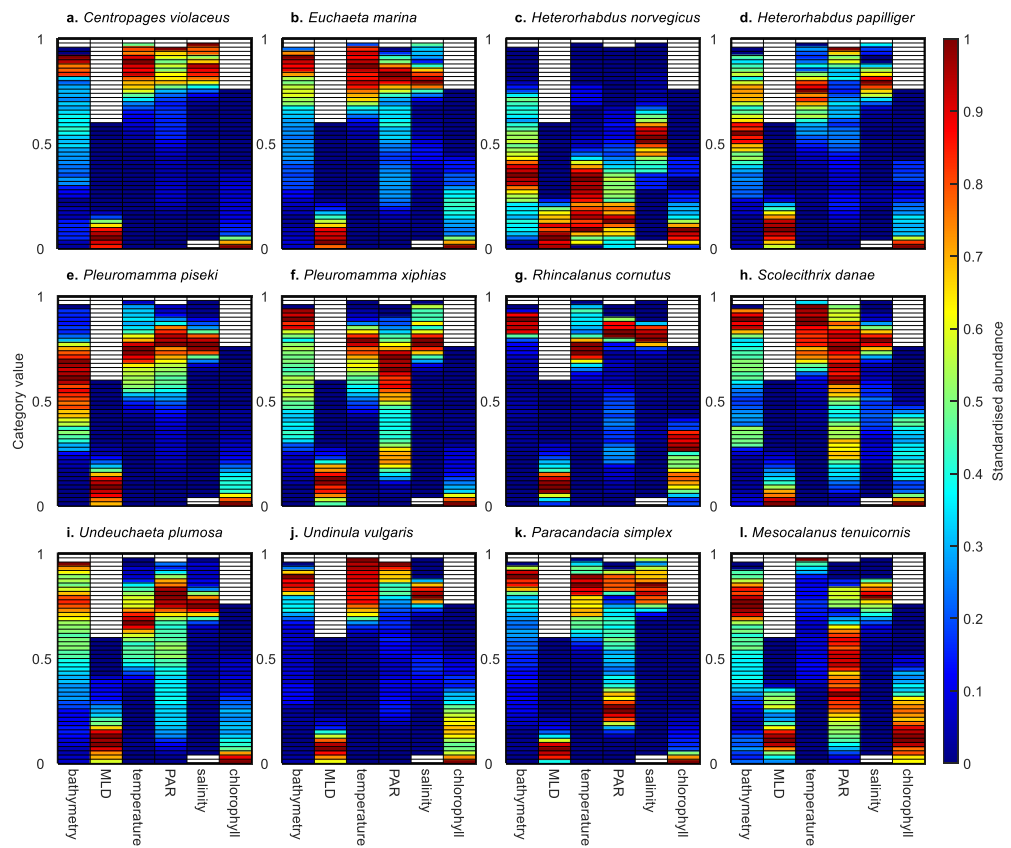 a. Centropages violaceus
b. Euchaeta marina
c. Heterorhabdus norvegicus
d. Heterorhabdus papilliger
1 1 1 1 1
0.9
0.8
0.5 0.5 0.5 0.5
0.7
0 0 0 0
e. Pleuromamma piseki
f. Pleuromamma xiphias
g. Rhincalanus cornutus
h. Scolecithrix danae
1 1 1 1
0.6
0.5
Category value
0.5 0.5 0.5 0.5
Standardised abundance
0.4
0 0 0 0
i. Undeuchaeta plumosa
j. Undinula vulgaris
k. Paracandacia simplex
l. Mesocalanus tenuicornis
1 1 1 1
0.3
0.2
0.5 0.5 0.5 0.5
0.1
0 0 0 0 0
bathymetry MLD temperature PAR salinity chlorophyll
bathymetry MLD temperature PAR salinity chlorophyll
bathymetry MLD temperature PAR salinity chlorophyll
bathymetry MLD temperature PAR salinity chlorophyll